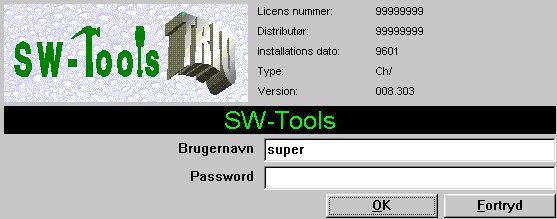 SW-Tools TRIO
Licens nummer: 99999999
Distributør: 99999999
Installations dato: 9601
Type: Ch/
Version: 008.303
SW-Tools
Brugernavn super
Password
OK Fortryd